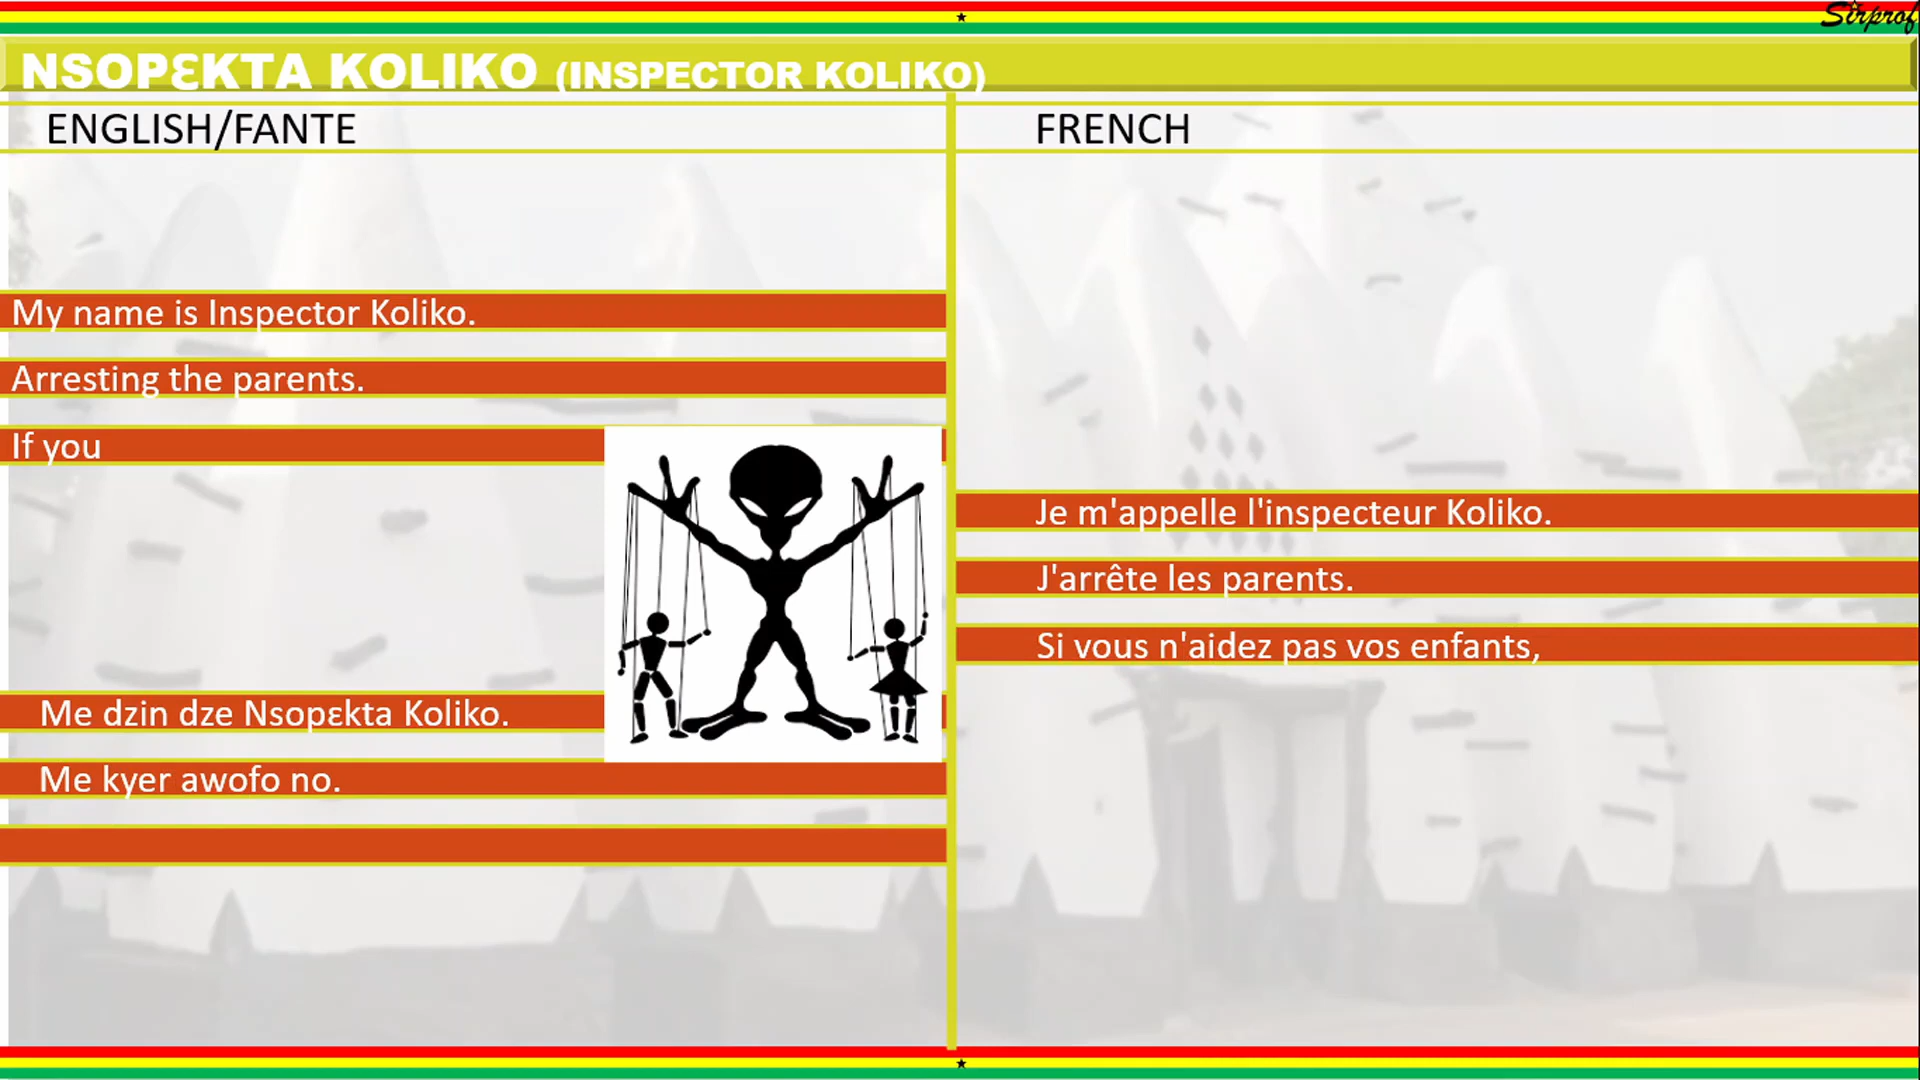 Sirprof
NSOPƐKTA KOLIKO (INSPECTOR KOLIKO)
ENGLISH/FANTE
My name is Inspector Koliko.
Arresting the parents.
If you
Me dzin dze Nsopɛkta Koliko.
Me kyer awofo no.
FRENCH
Je m'appelle l'inspecteur Koliko.
J'arrête les parents.
Si vous n'aidez pas vos enfants,